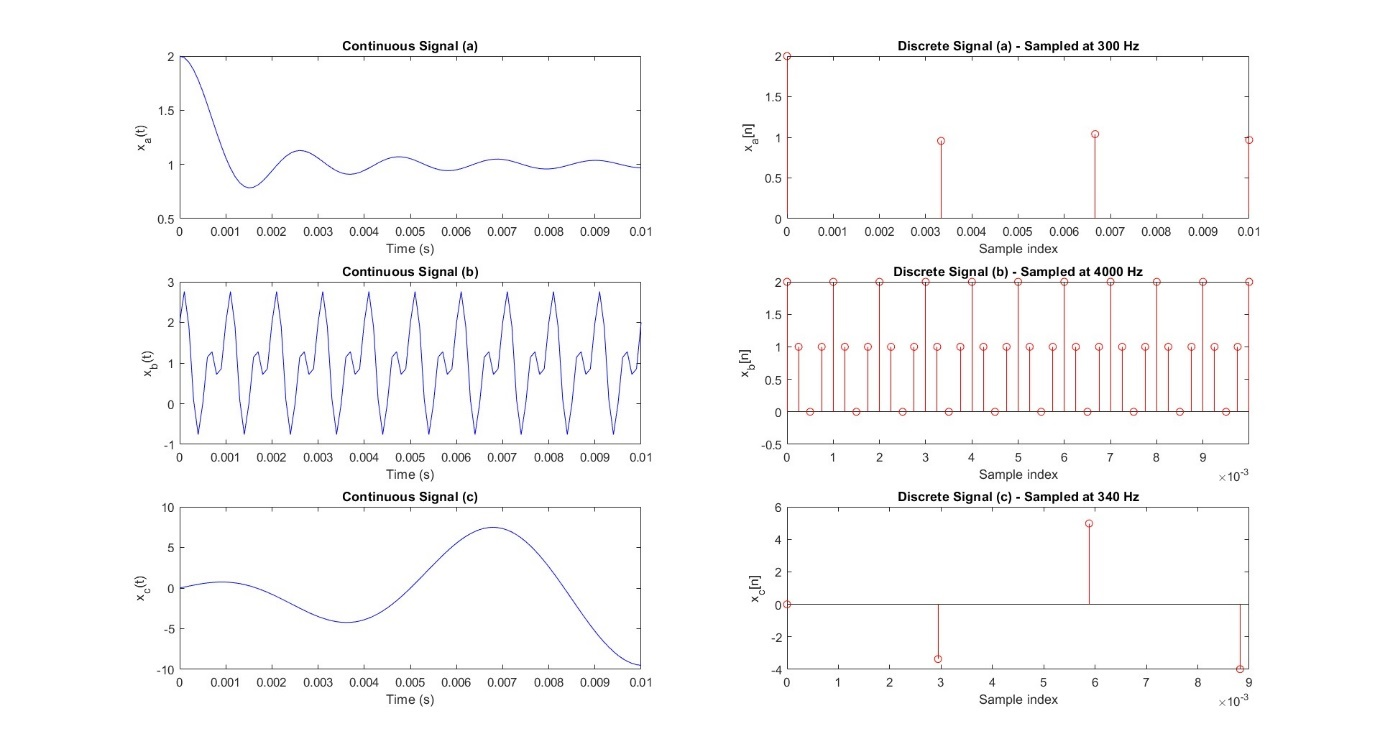 Continuous Signal (a)
2
1.5
1
0.5
x_a(t)
0 0.001 0.002 0.003 0.004 0.005 0.006 0.007 0.008 0.009 0.01
Time (s)
Discrete Signal (a) - Sampled at 300 Hz
2
1.5
1
0.5
0
x_a[n]
0 0.001 0.002 0.003 0.004 0.005 0.006 0.007 0.008 0.009 0.01
Sample index
Continuous Signal (b)
3
2
1
0
-1
x_b(t)
0 0.001 0.002 0.003 0.004 0.005 0.006 0.007 0.008 0.009 0.01
Time (s)
Discrete Signal (b) - Sampled at 4000 Hz
2
1.5
1
0.5
0
-0.5
x_b[n]
0 1 2 3 4 5 6 7 8 9
×10-3
Sample index
Continuous Signal (c)
10
5
0
-5
-10
x_c(t)
0 0.001 0.002 0.003 0.004 0.005 0.006 0.007 0.008 0.009 0.01
Time (s)
Discrete Signal (c) - Sampled at 340 Hz
6
4
2
0
-2
-4
x_c[n]
0 1 2 3 4 5 6 7 8 9
×10-3
Sample index